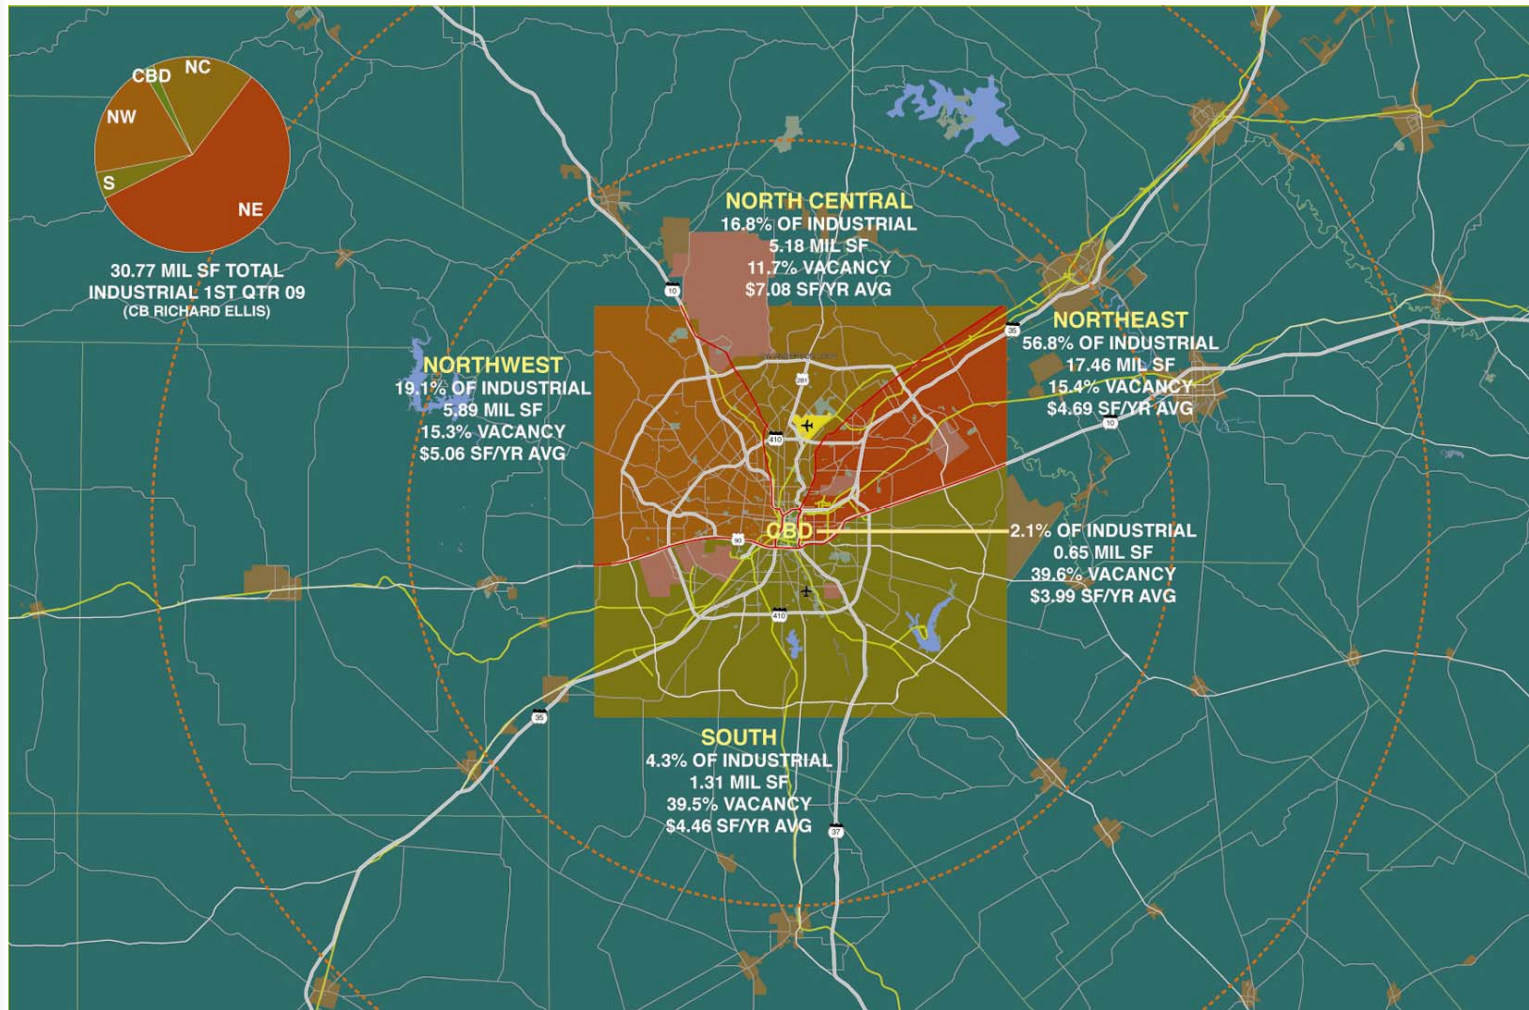 CBD
NC
NW
S
NE
30.77 MIL SF TOTAL
INDUSTRIAL 1ST QTR 09
(CB RICHARD ELLIS)
NORTH CENTRAL
16.8% OF INDUSTRIAL
5.18 MIL SF
11.7% VACANCY
$7.08 SF/YR AVG
10
35
NORTHEAST
56.8% OF INDUSTRIAL
17.46 MIL SF
15.4% VACANCY
$4.69 SF/YR AVG
10
NORTHWEST
19.1% OF INDUSTRIAL
5.89 MIL SF
15.3% VACANCY
$5.06 SF/YR AVG
281
410
90
CBD
2.1% OF INDUSTRIAL
0.65 MIL SF
39.6% VACANCY
$3.99 SF/YR AVG
410
35
SOUTH
4.3% OF INDUSTRIAL
1.31 MIL SF
39.5% VACANCY
$4.46 SF/YR AVG
37